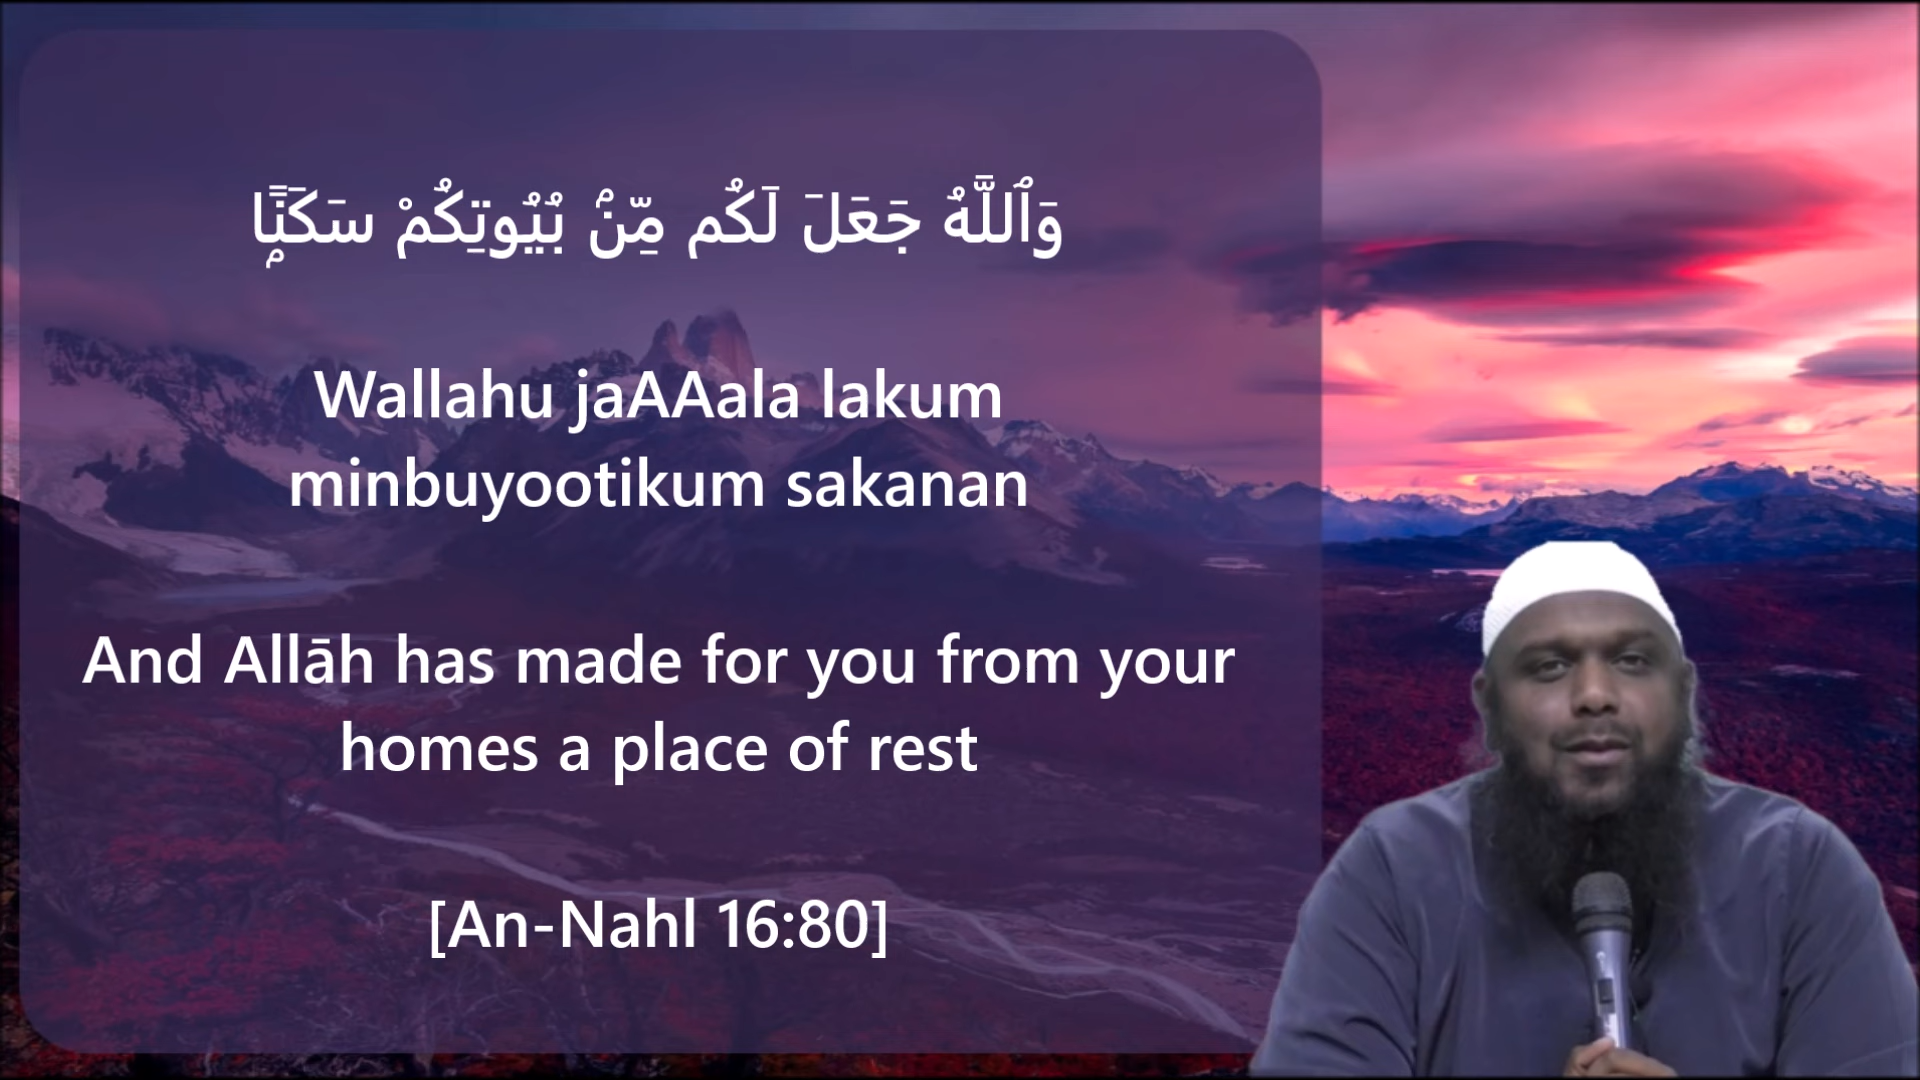 وَٱللَّهُ جَعَلَ لَكُم مِّنۢ بُيُوتِكُمْ سَكَنًۭا
Wallahu jaAAala lakum
minbuyootikum sakanan
And Allāh has made for you from your
homes a place of rest
[An-Nahl 16:80]